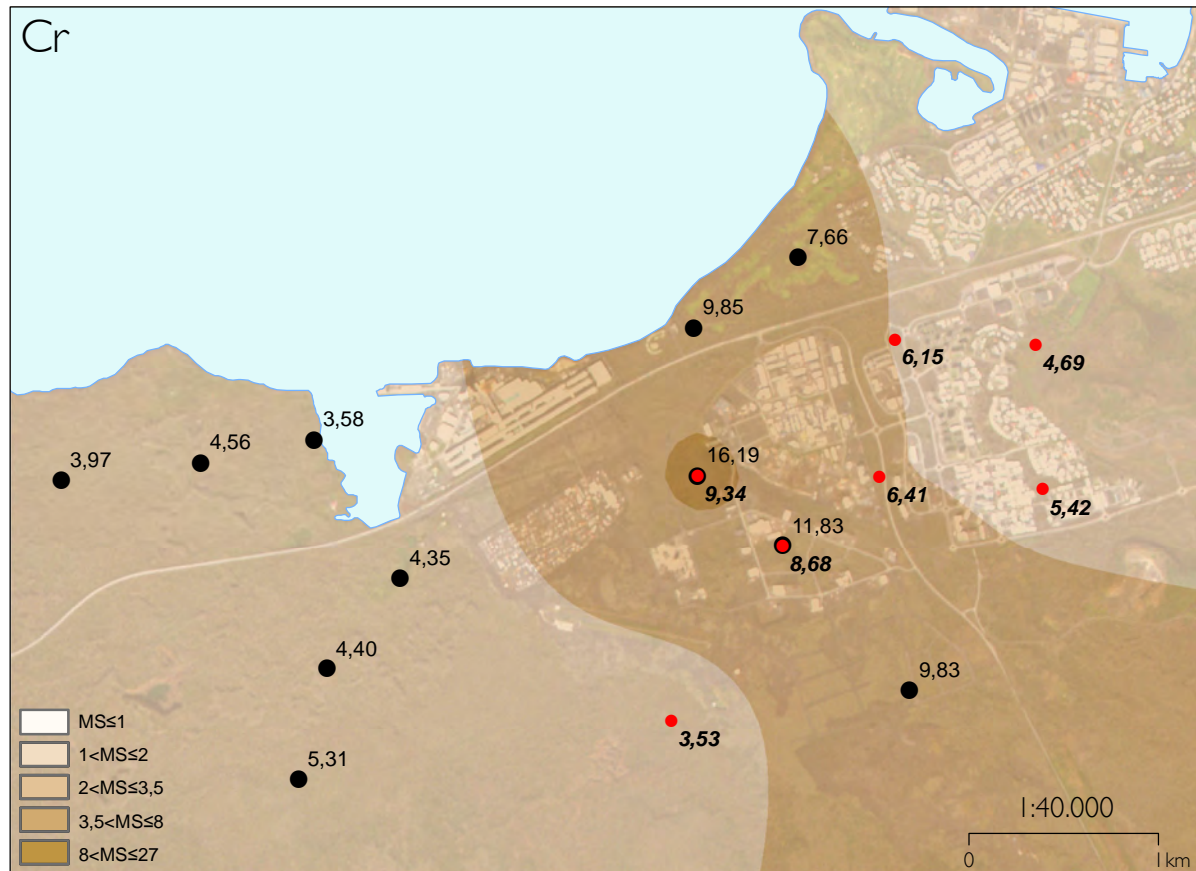 Cr
7,66
9,85
6,15
4,69
3,58
4,56
3,97
16,19
9,34
6,41
5,42
11,83
8,68
4,35
4,40
9,83
3,53
5,31
MS≤1
1<MS≤2
2<MS≤3,5
3,5<MS≤8
8<MS≤27
1:40.000
0 1 km